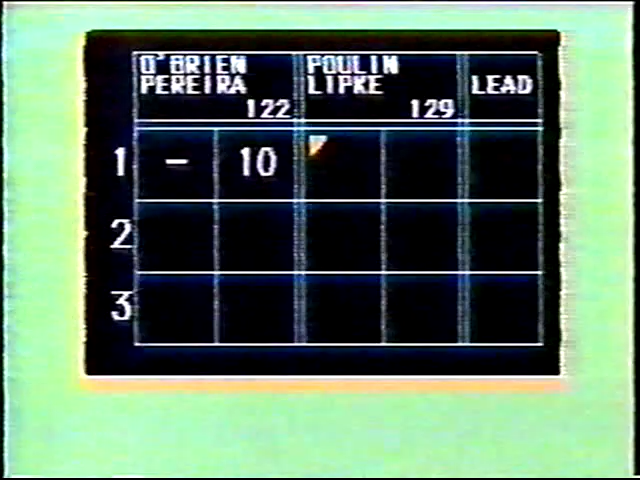 O'BRIEN
PEREIRA
122
POULIN
LIPKE
129
LEAD
1 - 10
2
3